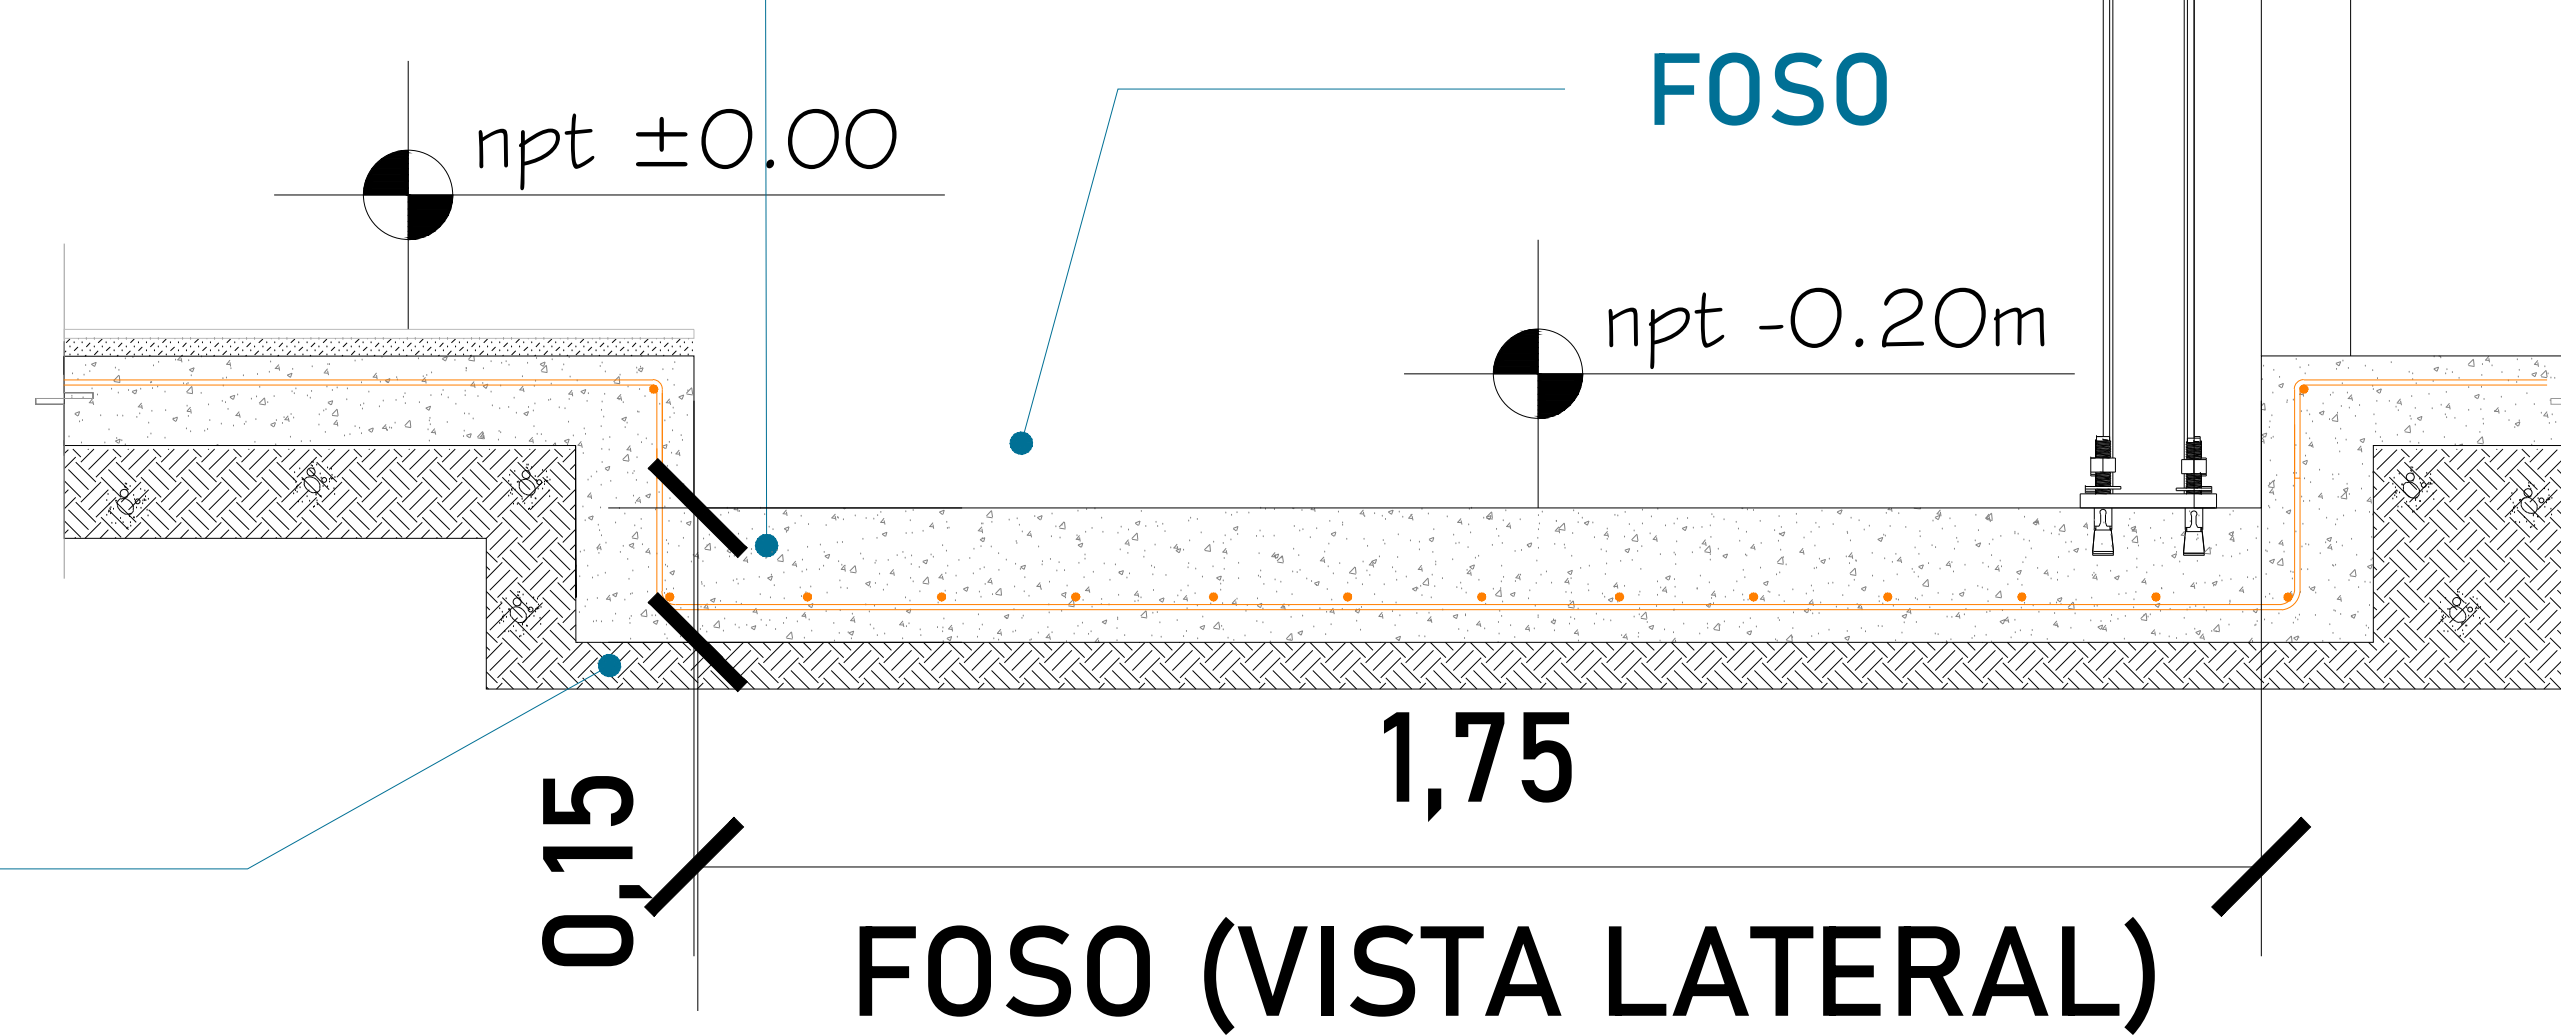 FOSO
npt ±0.00
npt -0.20m
1,75
0,15
FOSO (VISTA LATERAL)